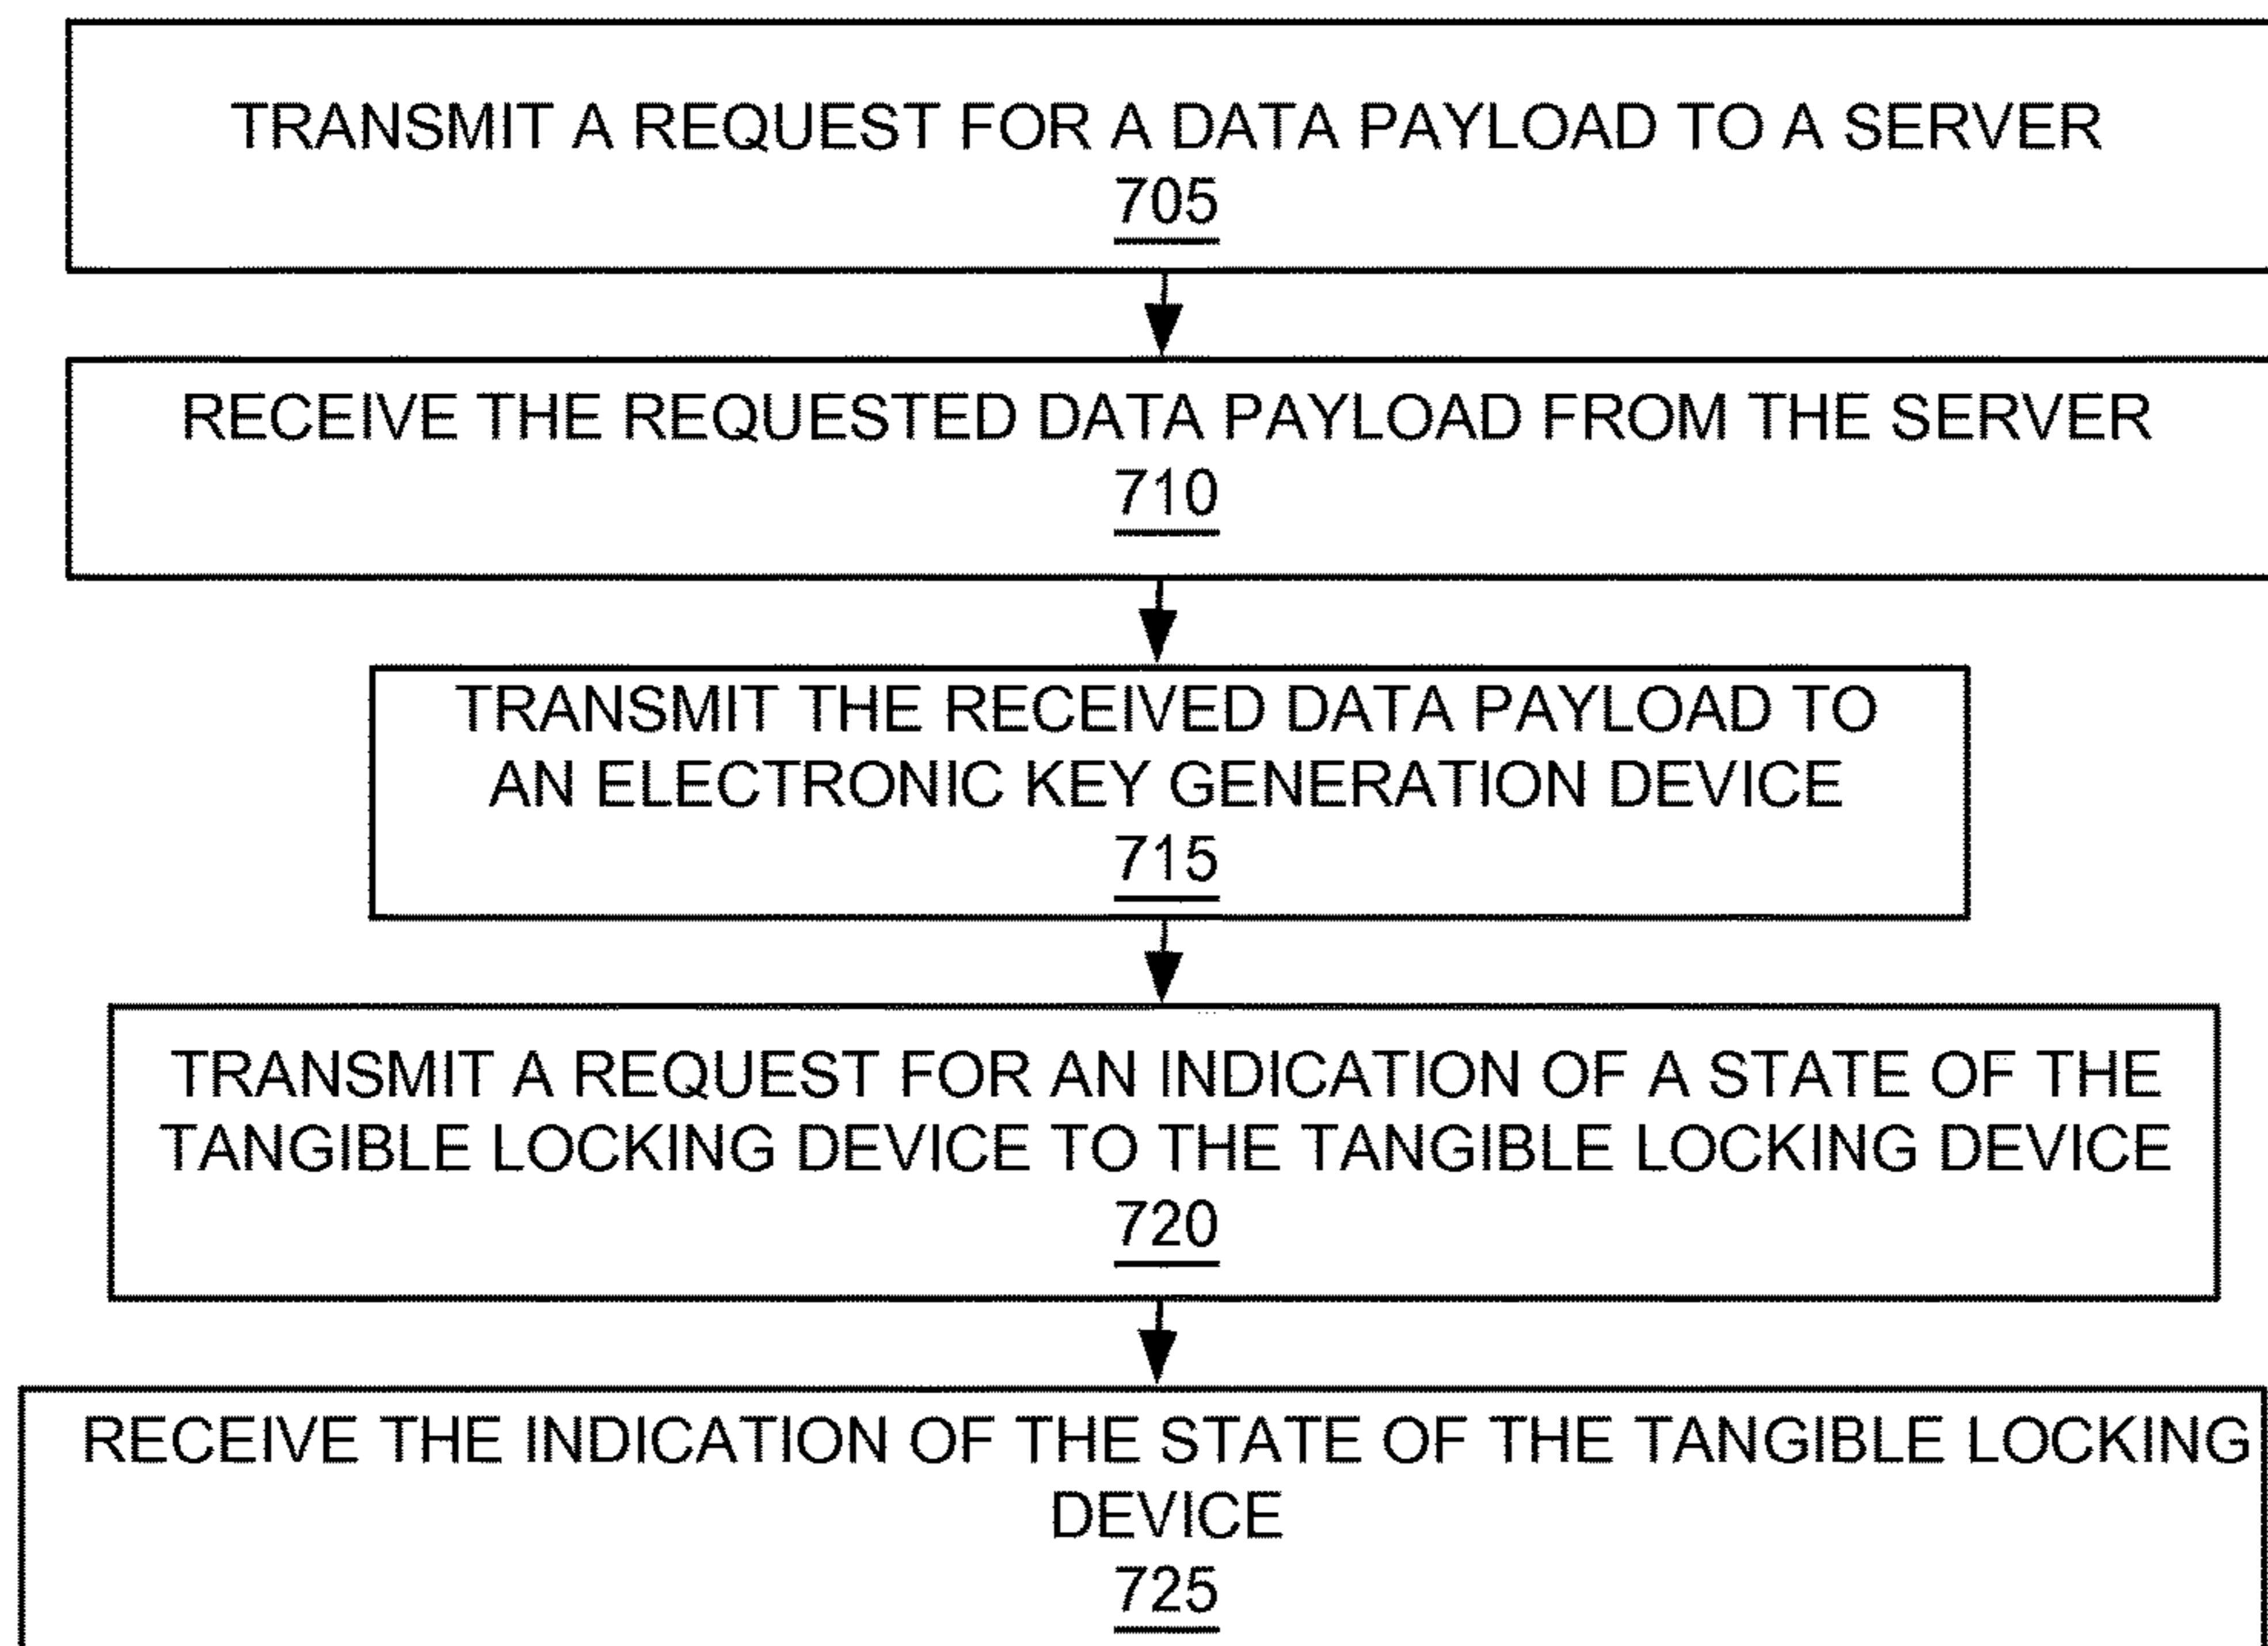 TRANSMIT A REQUEST FOR A DATA PAYLOAD TO A SERVER
705
RECEIVE THE REQUESTED DATA PAYLOAD FROM THE SERVER
710
TRANSMIT THE RECEIVED DATA PAYLOAD TO
AN ELECTRONIC KEY GENERATION DEVICE
715
TRANSMIT A REQUEST FOR AN INDICATION OF A STATE OF THE
TANGIBLE LOCKING DEVICE TO THE TANGIBLE LOCKING DEVICE
720
RECEIVE THE INDICATION OF THE STATE OF THE TANGIBLE LOCKING
DEVICE
725